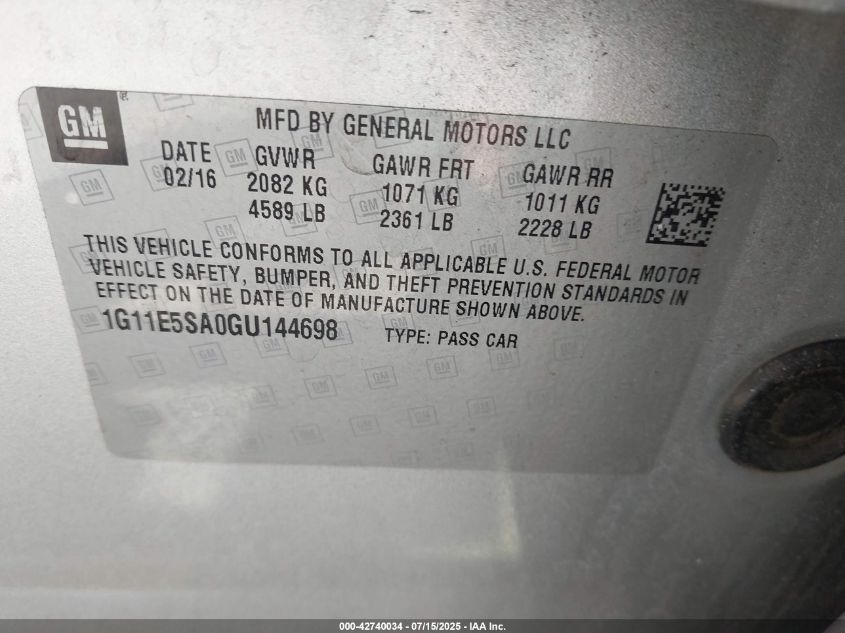 GM
MFD BY GENERAL MOTORS LLC
DATE GVWR GAWR FRT GAWR RR
02/16 2082 KG 1071 KG 1011 KG
4589 LB 2361 LB 2228 LB
THIS VEHICLE CONFORMS TO ALL APPLICABLE U.S. FEDERAL MOTOR
VEHICLE SAFETY, BUMPER, AND THEFT PREVENTION STANDARDS IN
EFFECT ON THE DATE OF MANUFACTURE SHOWN ABOVE.
1G11E5SA0GU144698 TYPE: PASS CAR
000-42740034 - 07/15/2025 - IAA Inc.